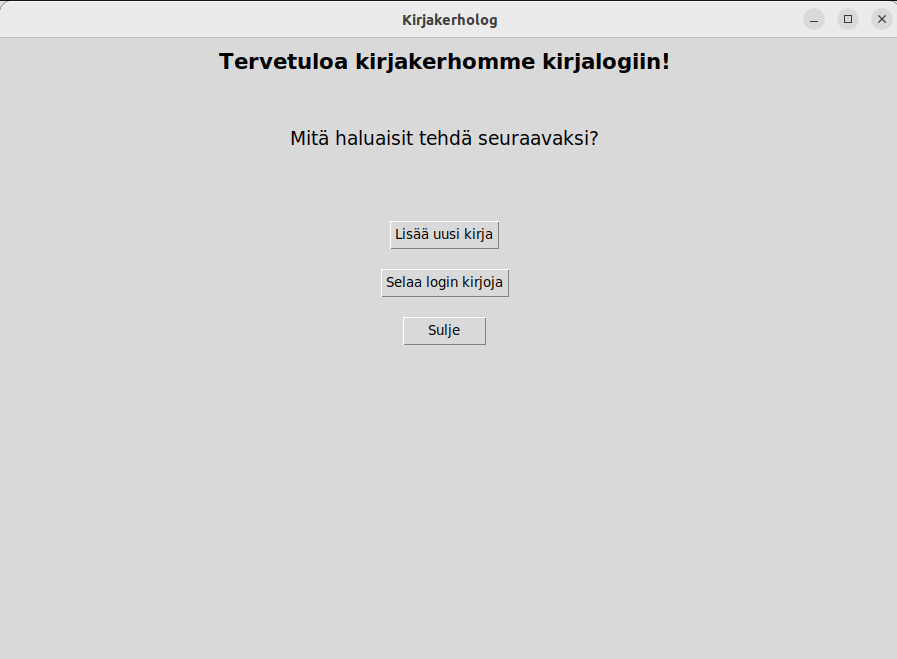 Kirjakerholog
Tervetuloa kirjakerhomme kirjalogiin!
Mitä haluaisit tehdä seuraavaksi?
Lisää uusi kirja
Selaa login kirjoja
Sulje